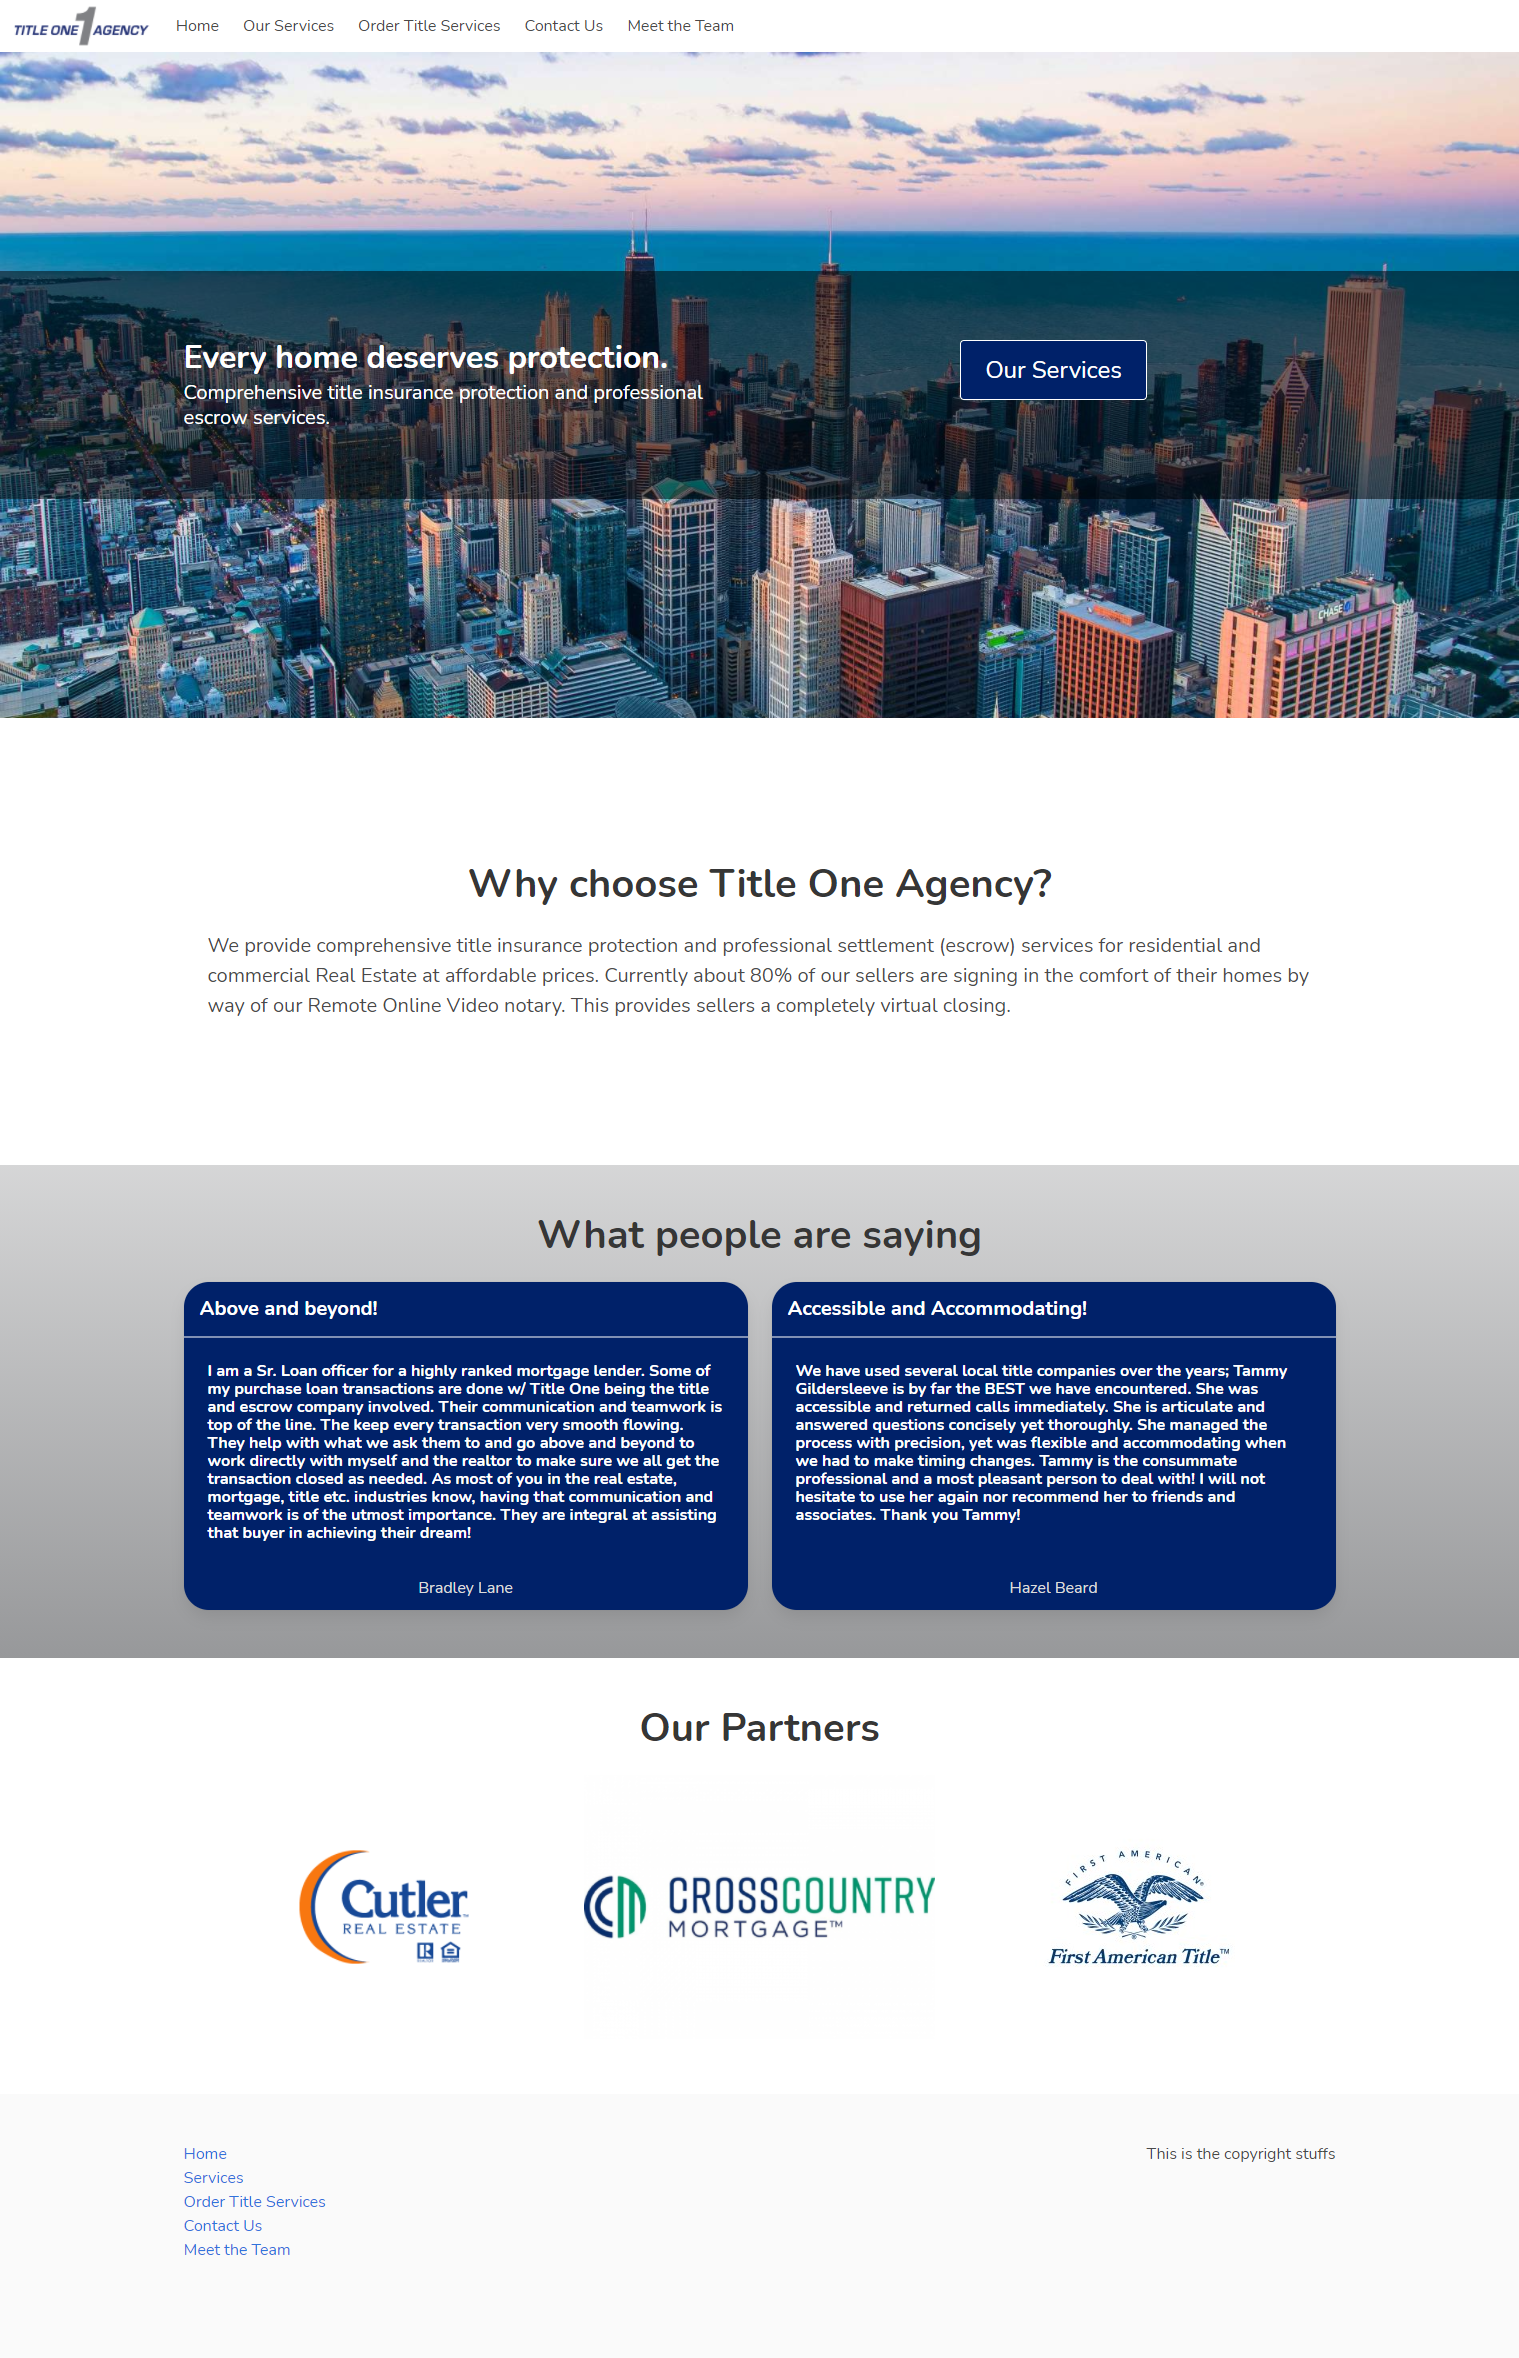 TITLE ONE 1 AGENCY
Home Our Services Order Title Services Contact Us Meet the Team
Every home deserves protection.
Comprehensive title insurance protection and professional
escrow services.
Our Services
CHASE
Why choose Title One Agency?
We provide comprehensive title insurance protection and professional settlement (escrow) services for residential and
commercial Real Estate at affordable prices. Currently about 80% of our sellers are signing in the comfort of their homes by
way of our Remote Online Video notary. This provides sellers a completely virtual closing.
What people are saying
Above and beyond!
I am a Sr. Loan officer for a highly ranked mortgage lender. Some of
my purchase loan transactions are done w/ Title One being the title
and escrow company involved. Their communication and teamwork is
top of the line. The keep every transaction very smooth flowing.
They help with what we ask them to and go above and beyond to
work directly with myself and the realtor to make sure we all get the
transaction closed as needed. As most of you in the real estate,
mortgage, title etc. industries know, having that communication and
teamwork is of the utmost importance. They are integral at assisting
that buyer in achieving their dream!
Bradley Lane
Accessible and Accommodating!
We have used several local title companies over the years; Tammy
Gildersleeve is by far the BEST we have encountered. She was
accessible and returned calls immediately. She is articulate and
answered questions concisely yet thoroughly. She managed the
process with precision, yet was flexible and accommodating when
we had to make timing changes. Tammy is the consummate
professional and a most pleasant person to deal with! I will not
hesitate to use her again nor recommend her to friends and
associates. Thank you Tammy!
Hazel Beard
Our Partners
Cutler
REAL ESTATE
CROSSCOUNTRY
MORTGAGE™
FIRST AMERICAN®
First American Title™
Home
Services
Order Title Services
Contact Us
Meet the Team
This is the copyright stuffs